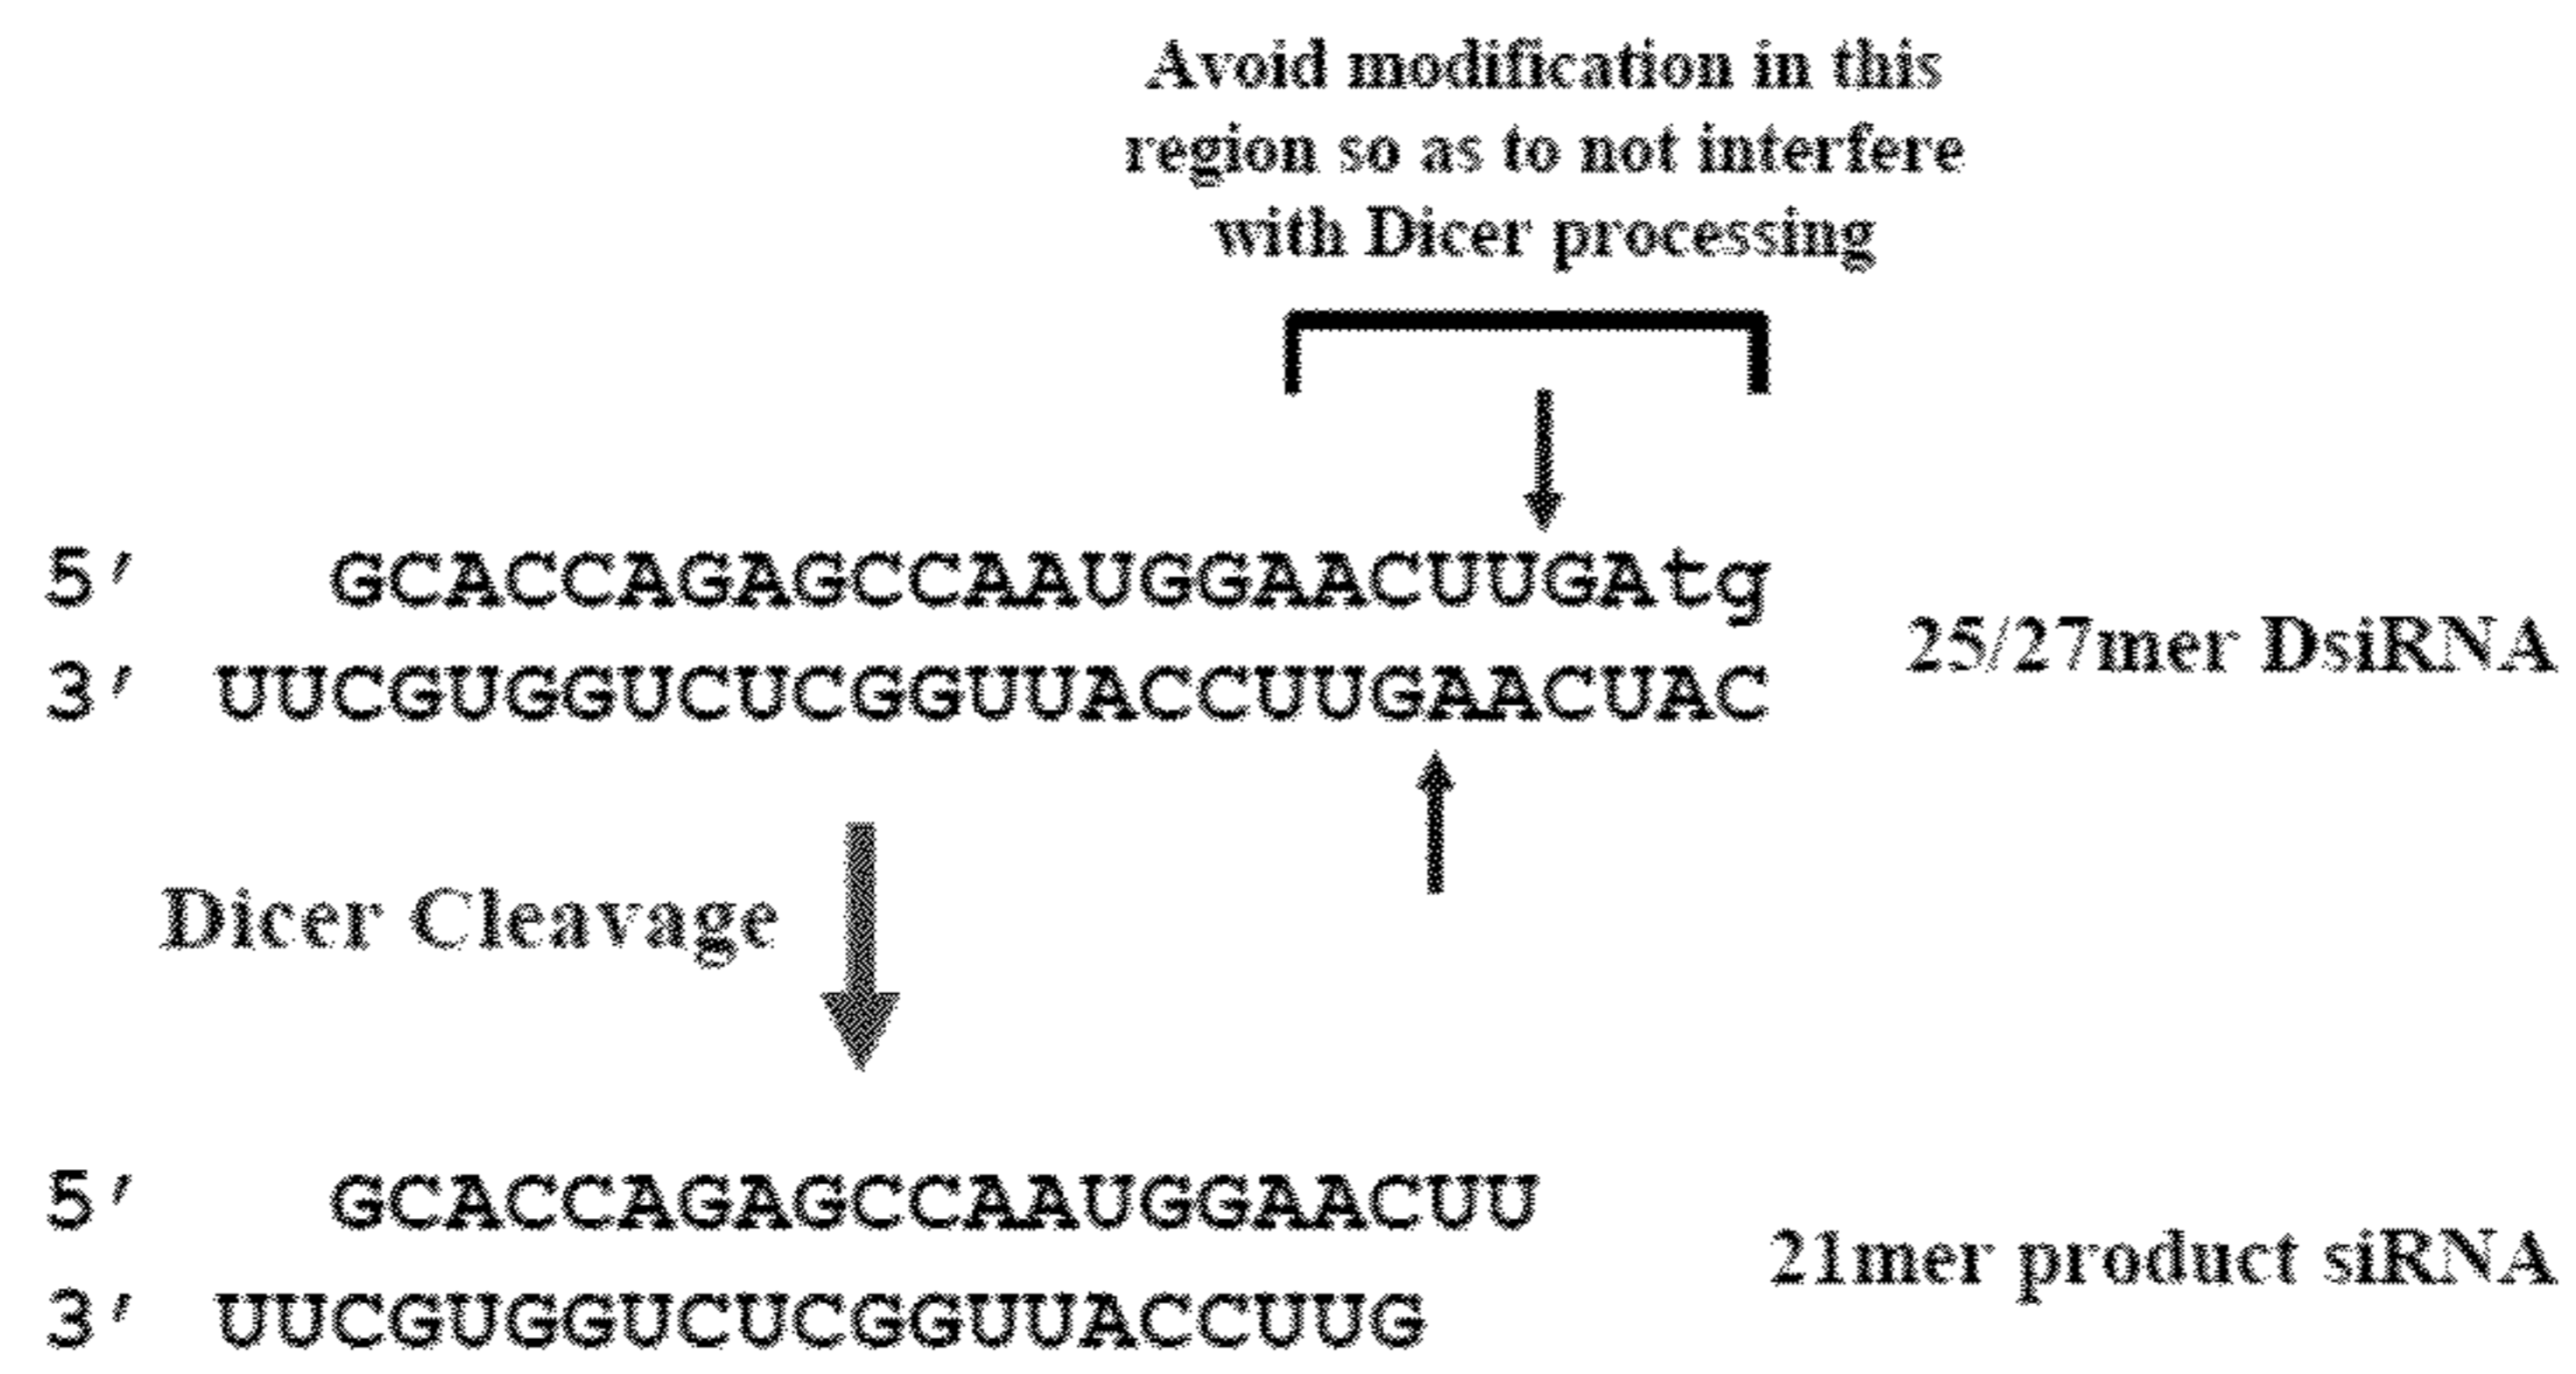 Avoid modification in this
region so as to not interfere
with Dicer processing
5′ GCACCAGAGCCAAUGGAACUUGAtg
3′ UUCGUGGUCUCGGUUACCUUGAACUAC
25/27mer DsiRNA
Dicer Cleavage
5′ GCACCAGAGCCAAUGGAACUU
3′ UUCGUGGUCUCGGUUACCUUG
21mer product siRNA